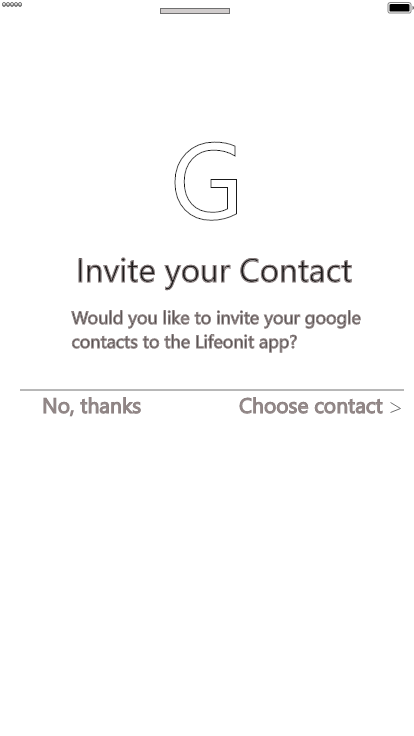 G
Invite your Contact
Would you like to invite your google
contacts to the Lifeonit app?
No, thanks
Choose contact >